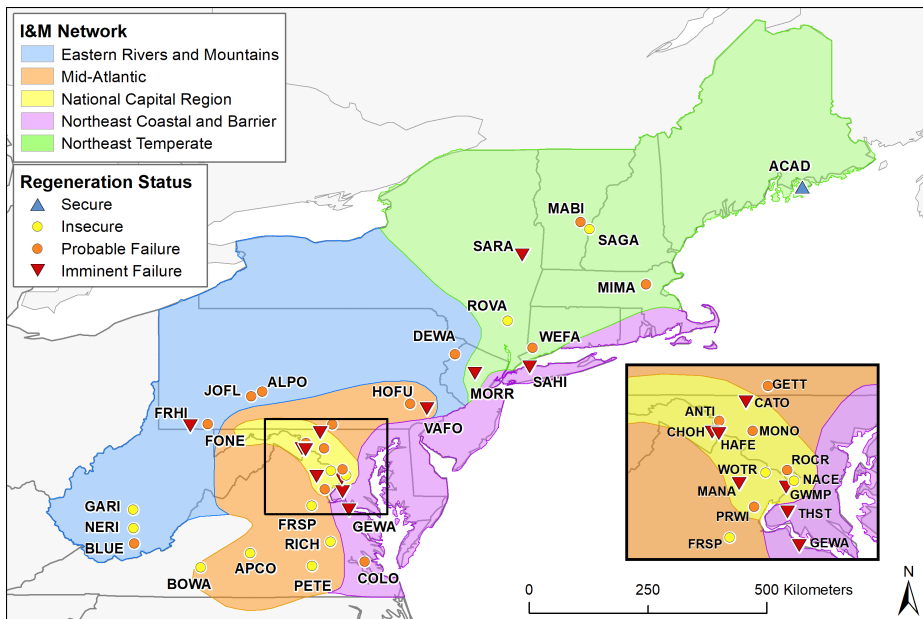 I&M Network
Eastern Rivers and Mountains
Mid-Atlantic
National Capital Region
Northeast Coastal and Barrier
Northeast Temperate
Regeneration Status
Secure
Insecure
Probable Failure
Imminent Failure
ACAD
MABI
SAGA
SARA
MIMA
ROVA
WEFA
DEWA
SAHI
MORR
ALPO
JOFL
HOFU
FRHI
VAFO
FONE
GARI
NERI
BLUE
FRSP
GEWA
RICH
APCO
BOWA
PETE
COLO
GETT
CATO
ANTI
MONO
CHOH
HAFE
ROCR
WOTR
NACE
MANA
GWMP
PRWI
THST
FRSP
GEWA
0 250 500 Kilometers
N